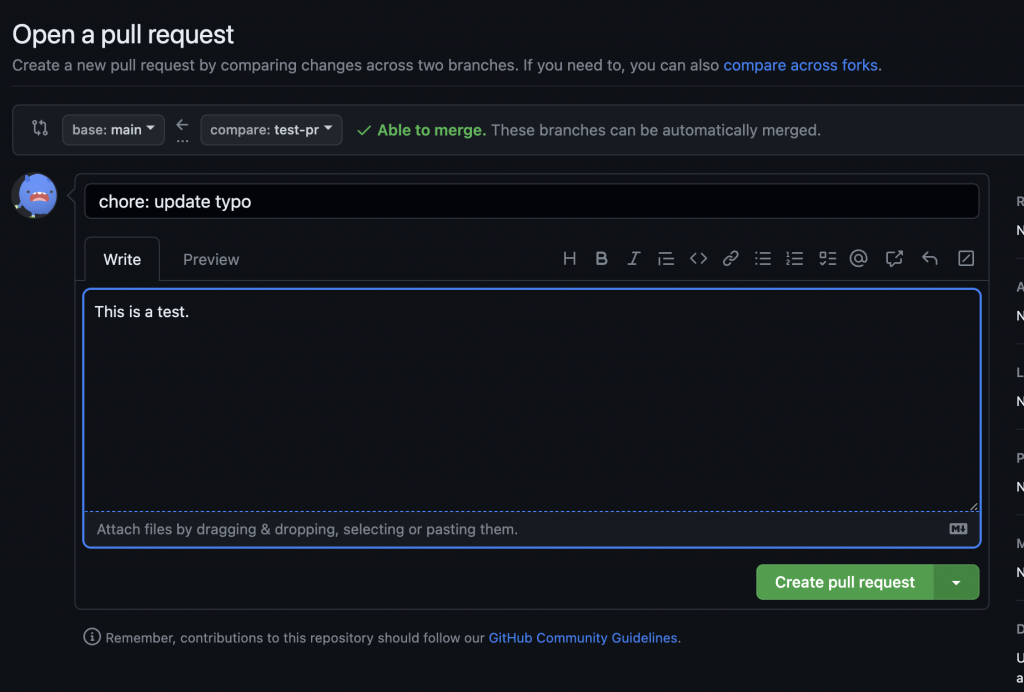 Open a pull request
Create a new pull request by comparing changes across two branches. If you need to, you can also compare across forks.
base: main
compare: test-pr
Able to merge. These branches can be automatically merged.
chore: update typo
Write
Preview
This is a test.
Attach files by dragging & dropping, selecting or pasting them.
Create pull request
Remember, contributions to this repository should follow our GitHub Community Guidelines.